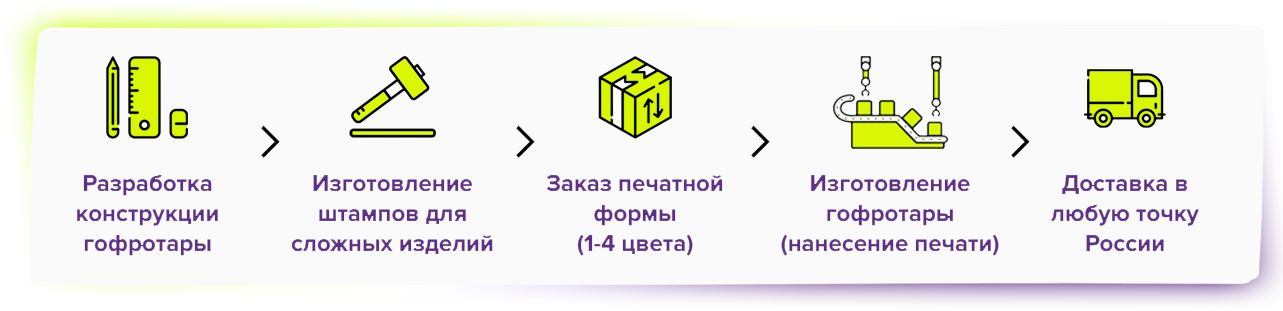 Разработка
конструкции
гофротары
Изготовление
штампов для
сложных изделий
Заказ печатной
формы
(1-4 цвета)
Изготовление
гофротары
(нанесение печати)
Доставка в
любую точку
России